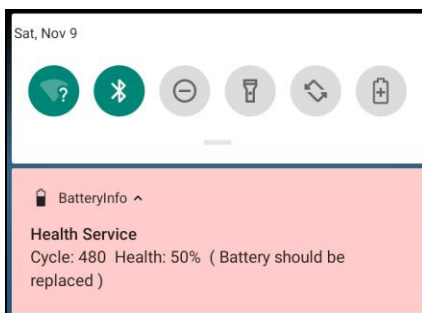 Sat, Nov 9
?
BatteryInfo
Health Service
Cycle: 480  Health: 50%  ( Battery should be
replaced )